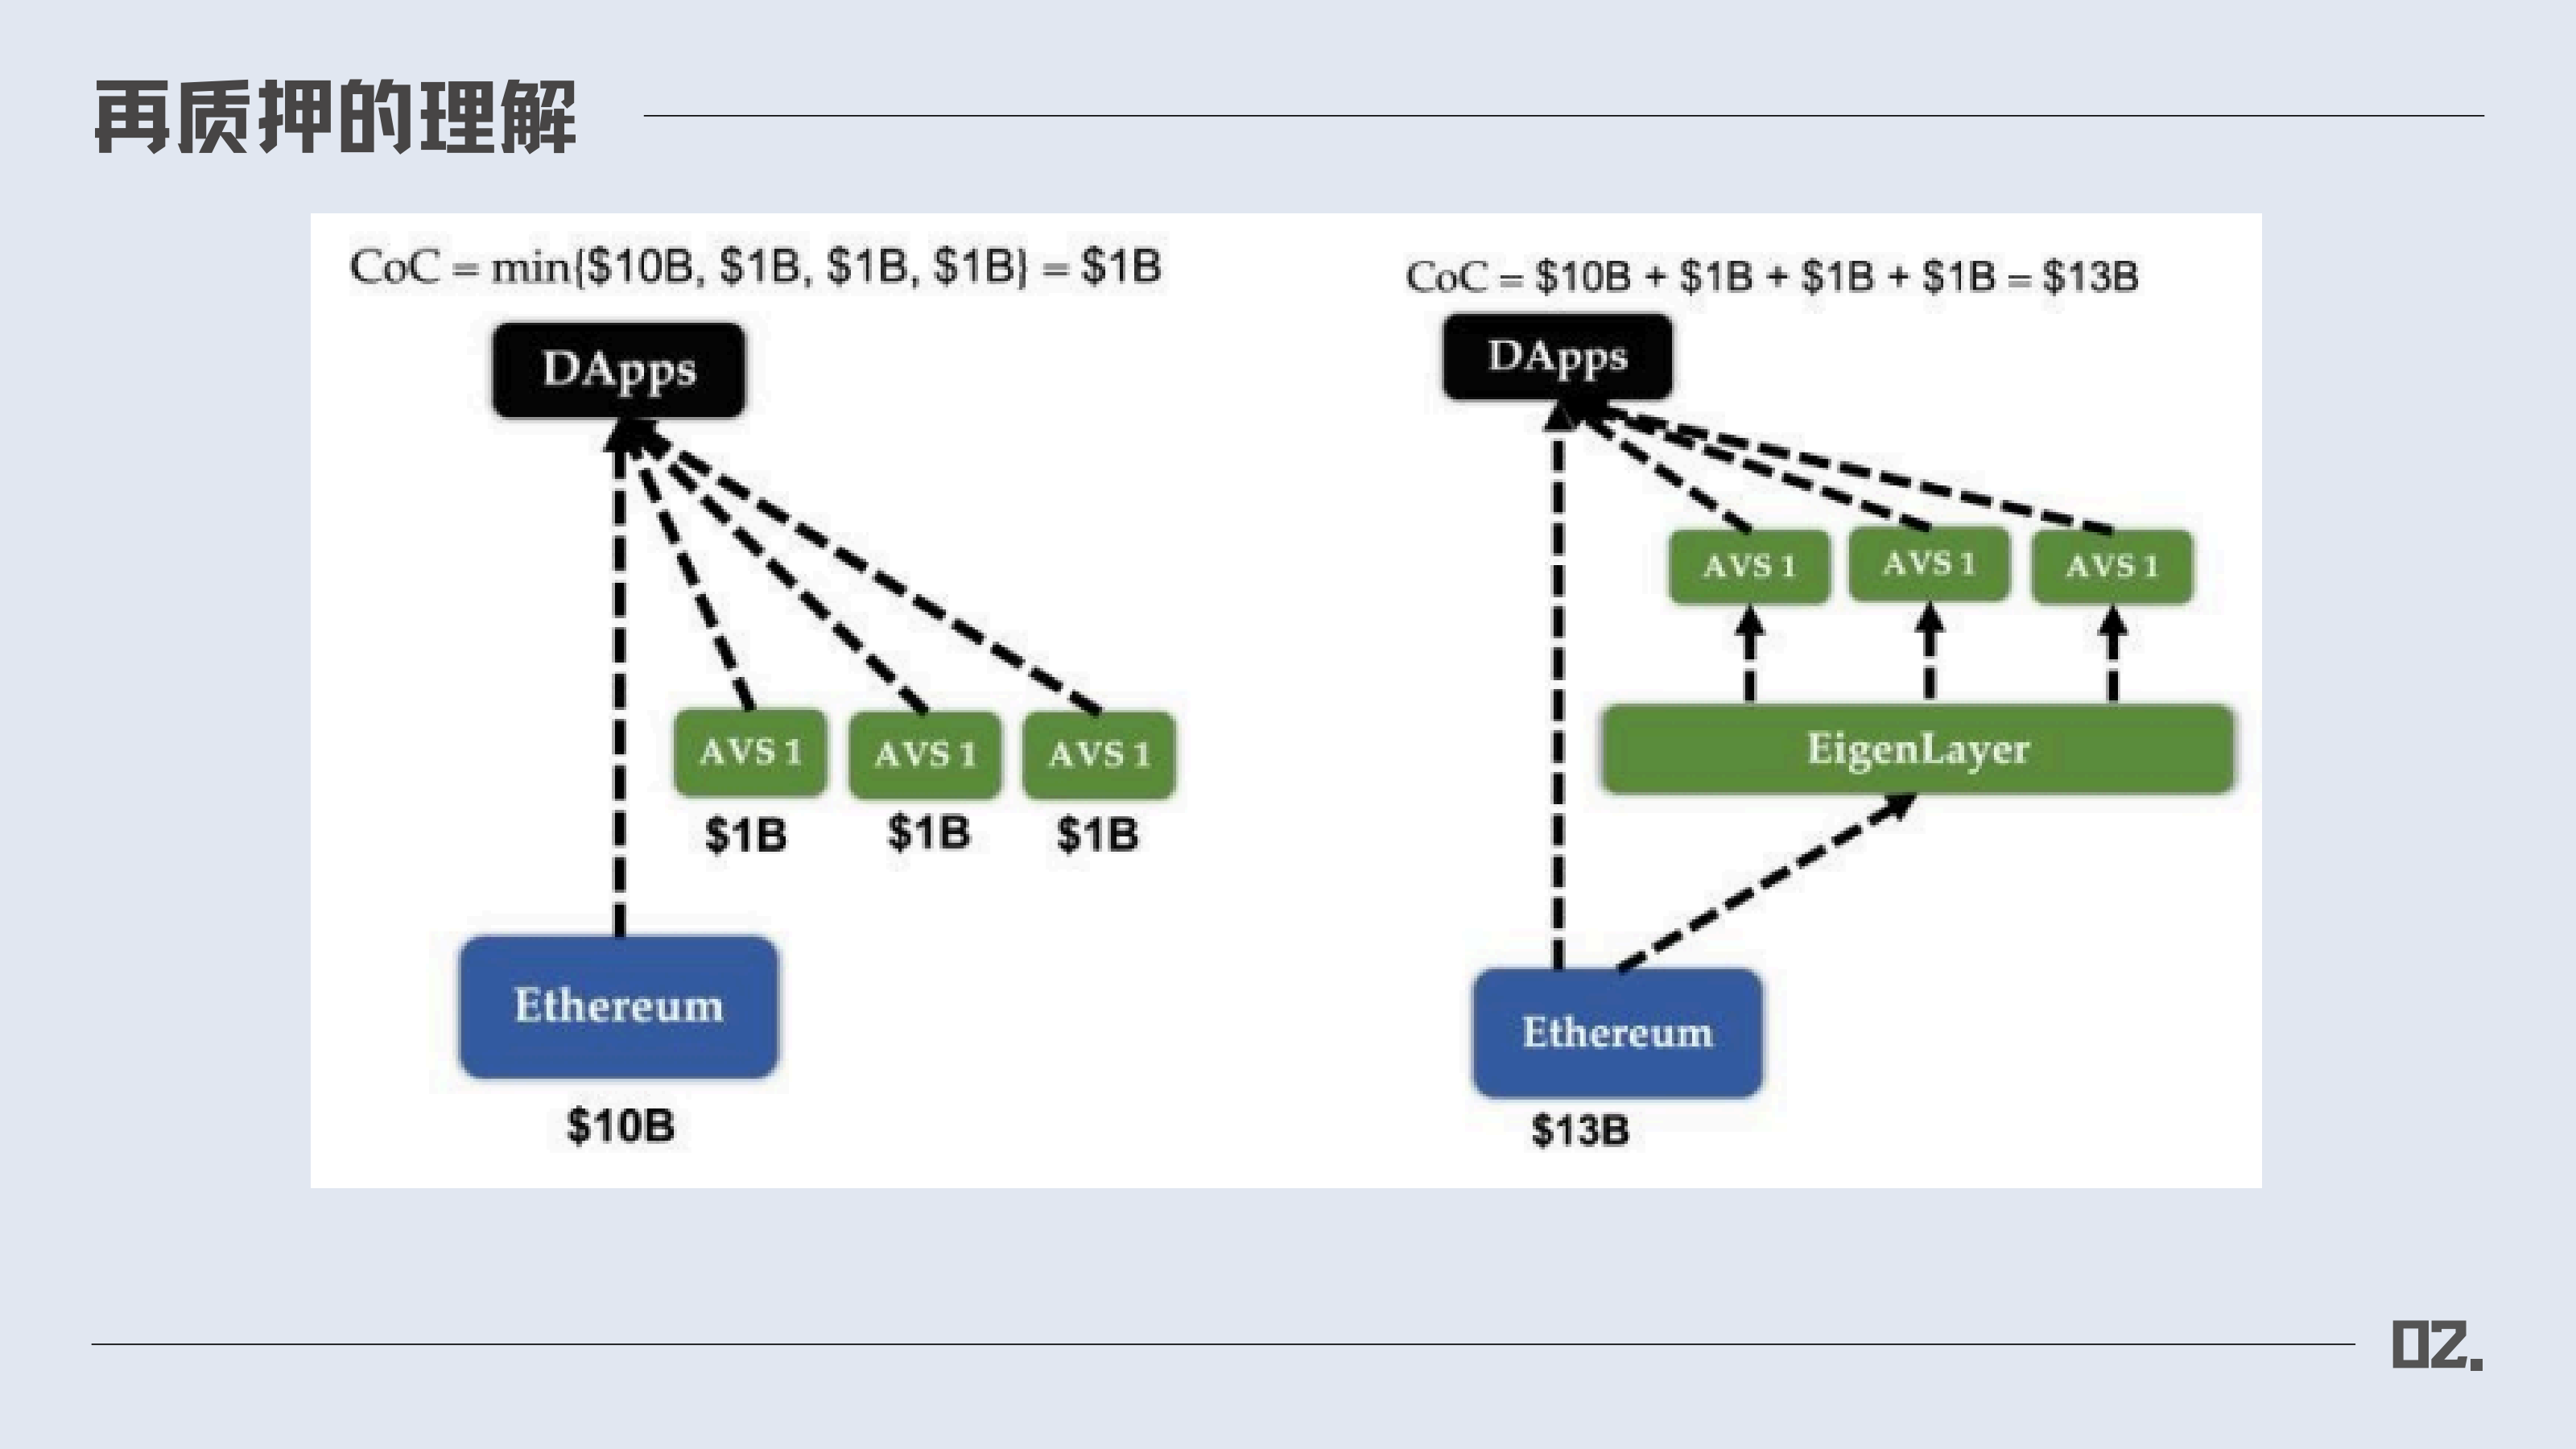 再质押的理解
CoC = min{$10B, $1B, $1B, $1B} = $1B
DApps
AVS 1
AVS 1
AVS 1
$1B
$1B
$1B
Ethereum
$10B
CoC = $10B + $1B + $1B + $1B = $13B
DApps
AVS 1
AVS 1
AVS 1
EigenLayer
Ethereum
$13B
02.